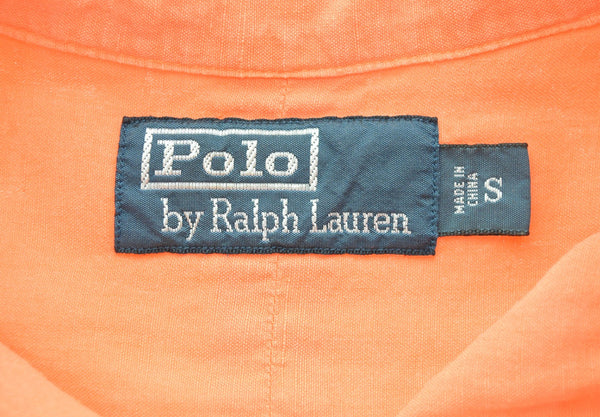 Polo
by Ralph Lauren
MADE IN
CHINA
S